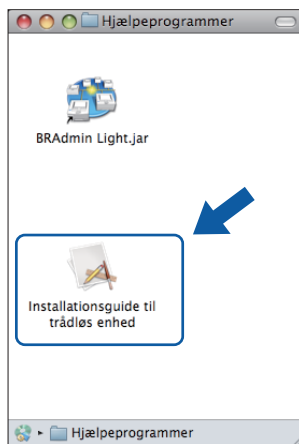 Hjælpeprogrammer
BRAdmin Light.jar
Installationsguide til
trådløs enhed
Hjælpeprogrammer